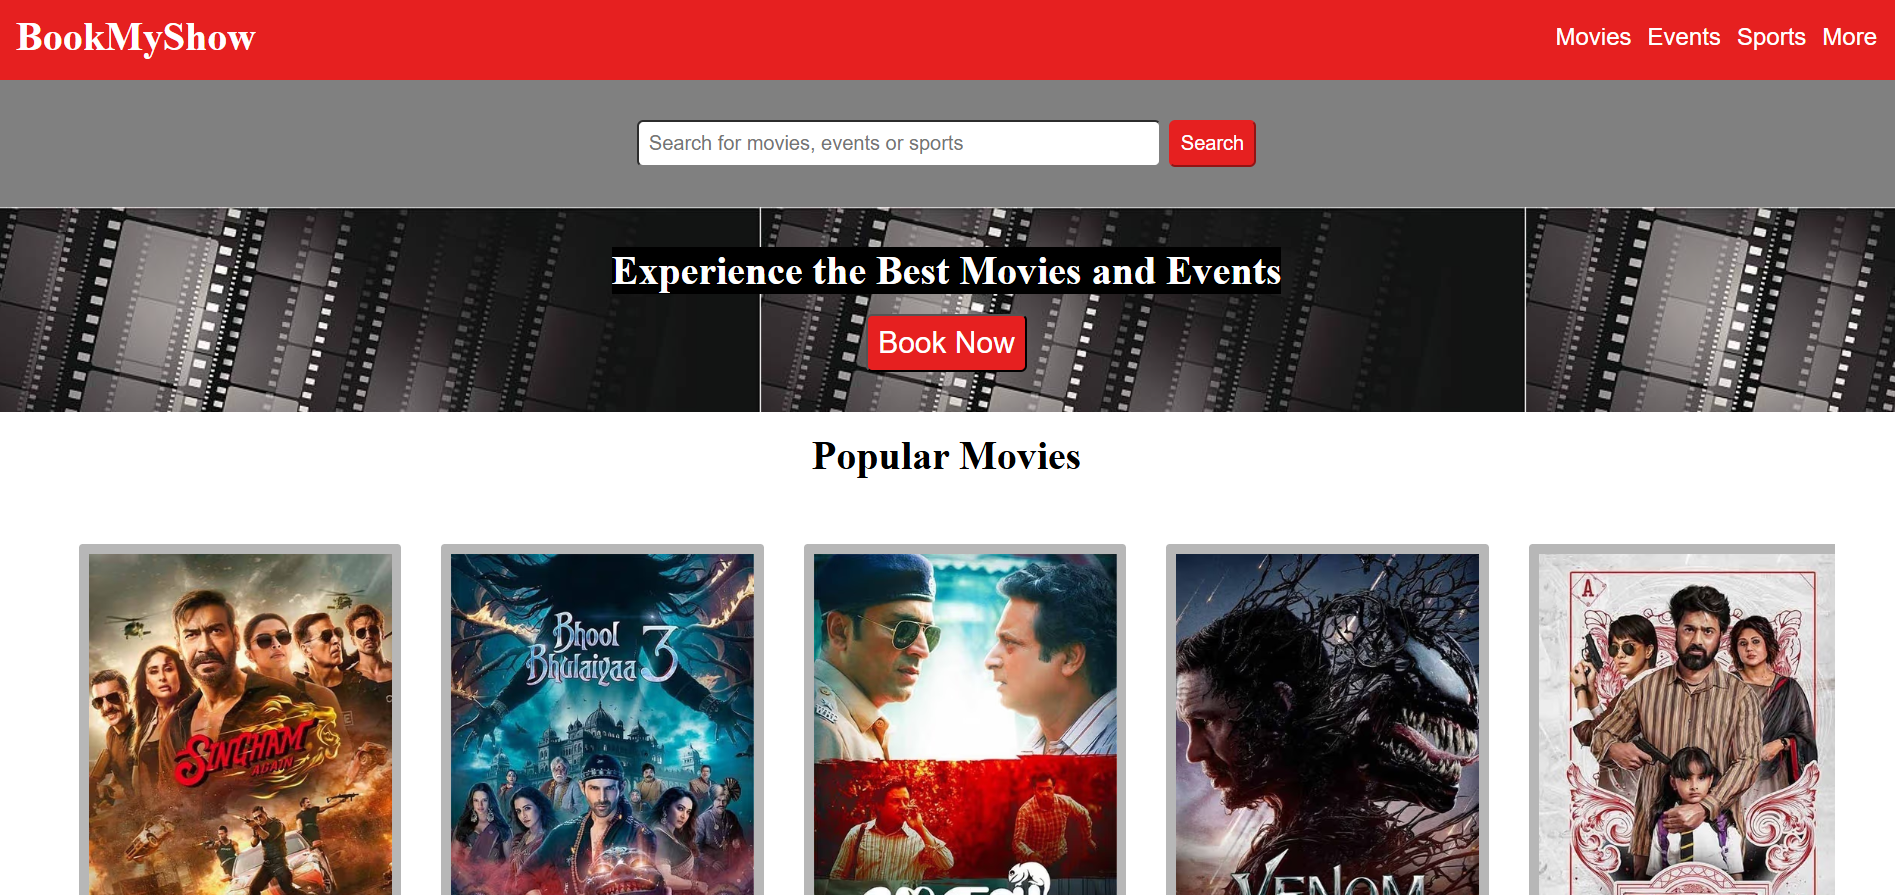 BookMyShow
Movies Events Sports More
Search for movies, events or sports
Search
Experience the Best Movies and Events
Book Now
Popular Movies
SINGHAM
AGAIN
Bhool
Bhulaiyaa 3
VENOM
A